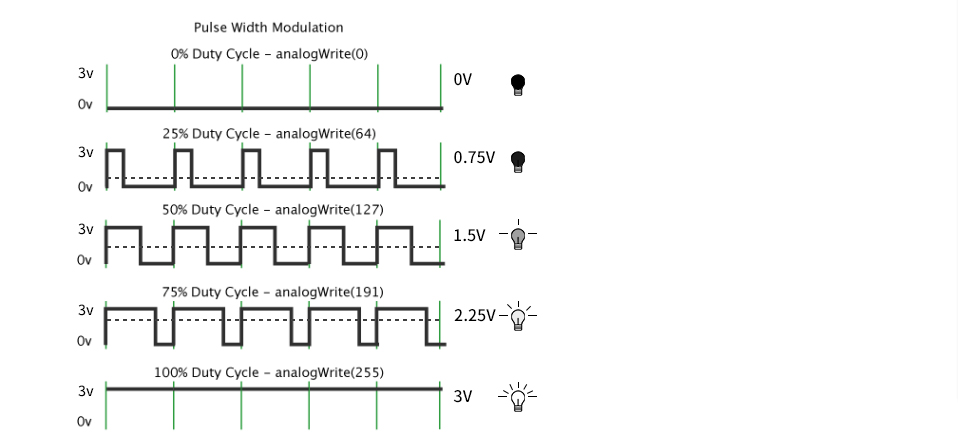 Pulse Width Modulation
0% Duty Cycle – analogWrite(0)
3v
0V
0v
25% Duty Cycle – analogWrite(64)
3v
0.75V
0v
50% Duty Cycle – analogWrite(127)
3v
1.5V
0v
75% Duty Cycle – analogWrite(191)
3v
2.25V
0v
100% Duty Cycle – analogWrite(255)
3v
3V
0v